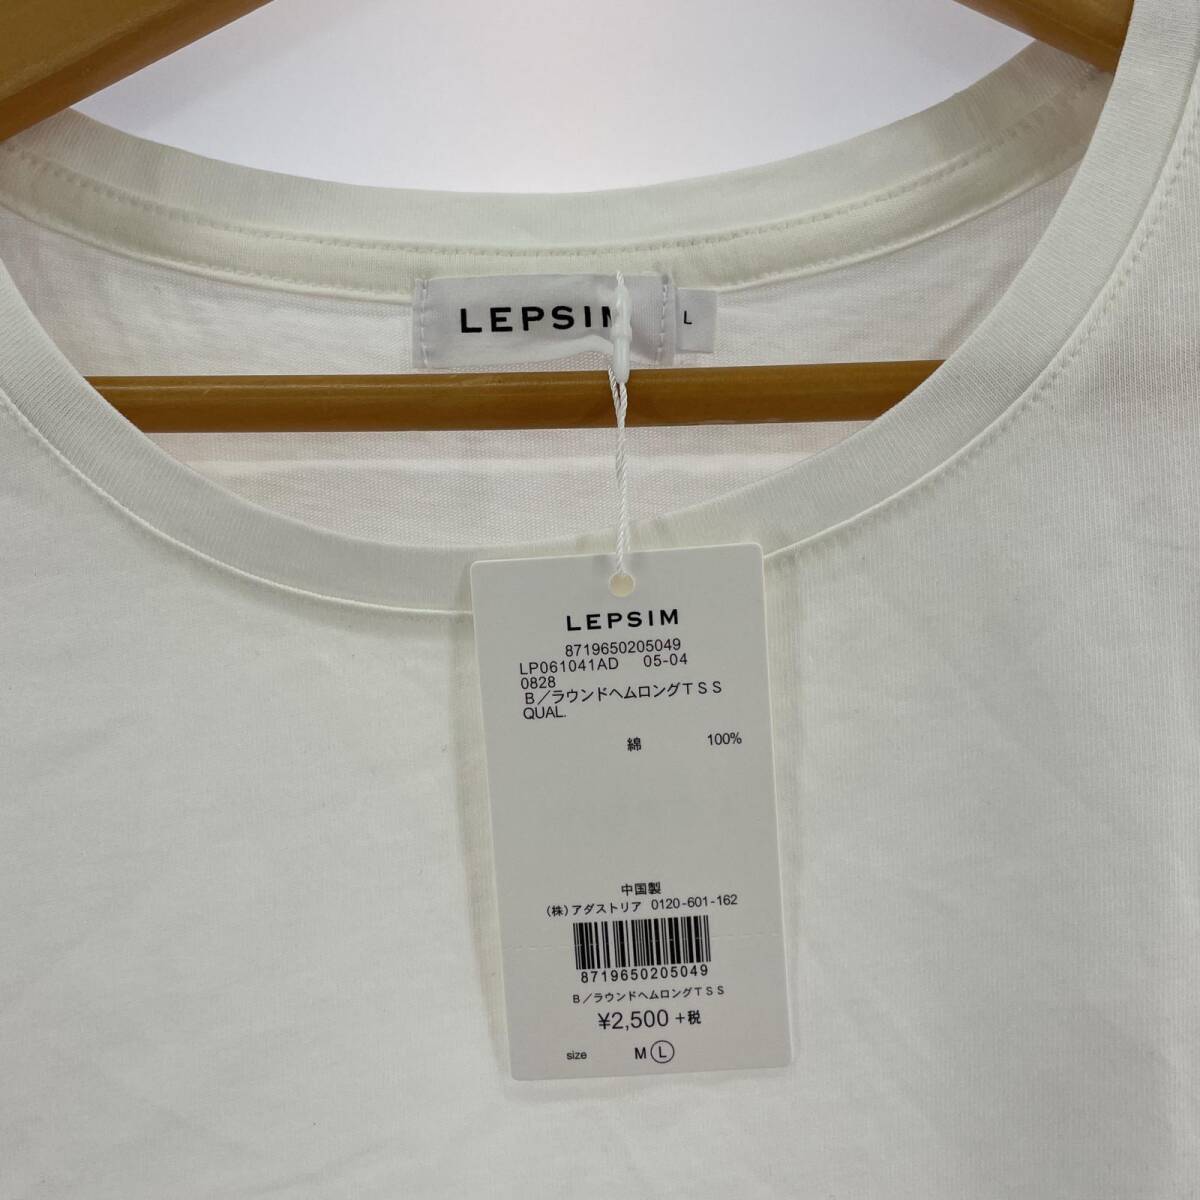 LEPSIM
L
LEPSIM
8719650205049
LP061041AD 05-04
0828
B／ラウンドヘムロングTSS
QUAL.
綿 100%
中国製
(株)アダストリア 0120-601-162
8719650205049
B／ラウンドヘムロングTSS
¥2,500 +税
size M L